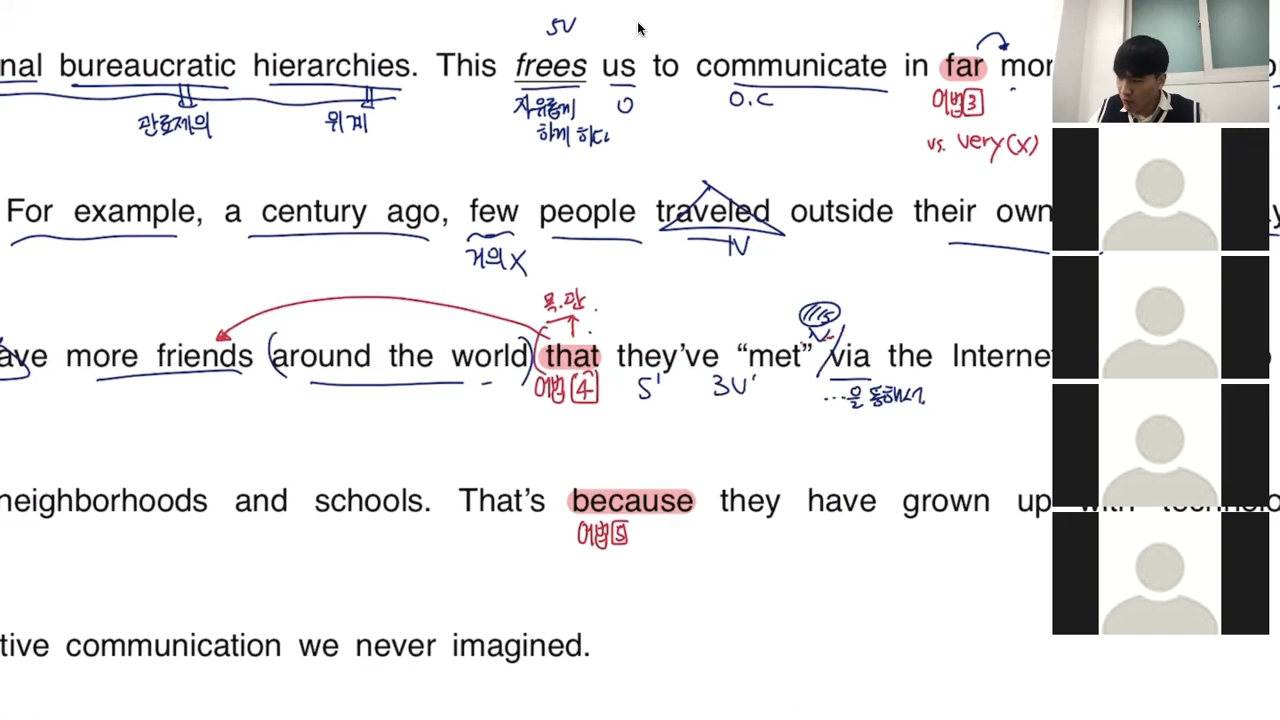 5V
nal bureaucratic hierarchies. This frees us to communicate in far mor
관료제의 위계 자유롭게 하게 하다 O O.C 어법 3
vs. very(X)
For example, a century ago, few people traveled outside their own
거의X 1V
목.관.
ave more friends (around the world) (that they’ve “met” / via the Internet
어법 4 S' 3V' ...을 통해서
neighborhoods and schools. That’s because they have grown up with technolo
어법 5
tive communication we never imagined.